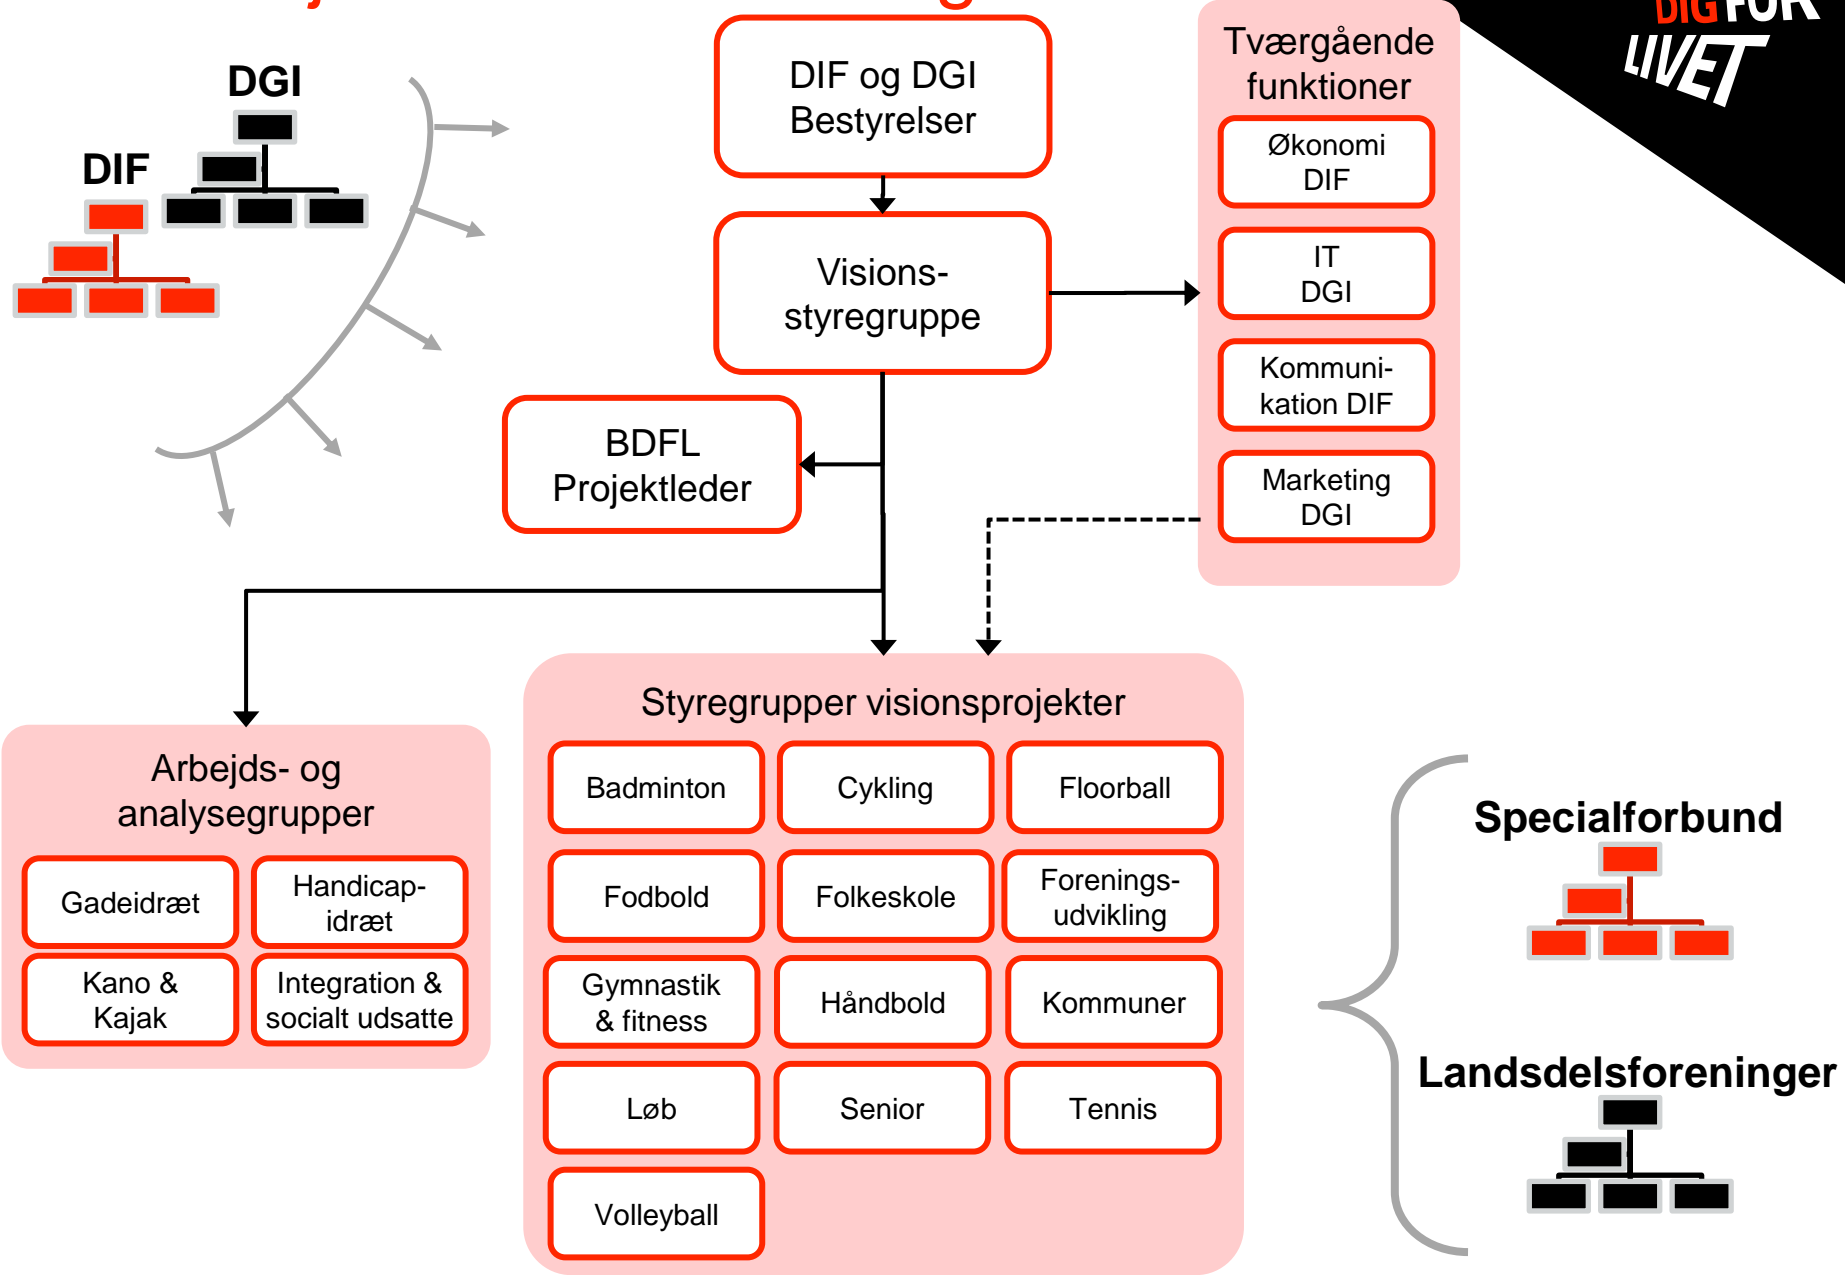 DIG FOR
LIVET
DGI
DIF
DIF og DGI
Bestyrelser
Visions-
styregruppe
BDFL
Projektleder
Tværgående
funktioner
Økonomi
DIF
IT
DGI
Kommuni-
kation DIF
Marketing
DGI
Arbejds- og
analysegrupper
Gadeidræt
Handicap-
idræt
Kano &
Kajak
Integration &
socialt udsatte
Styregrupper visionsprojekter
Badminton
Cykling
Floorball
Fodbold
Folkeskole
Forenings-
udvikling
Gymnastik
& fitness
Håndbold
Kommuner
Løb
Senior
Tennis
Volleyball
Specialforbund
Landsdelsforeninger